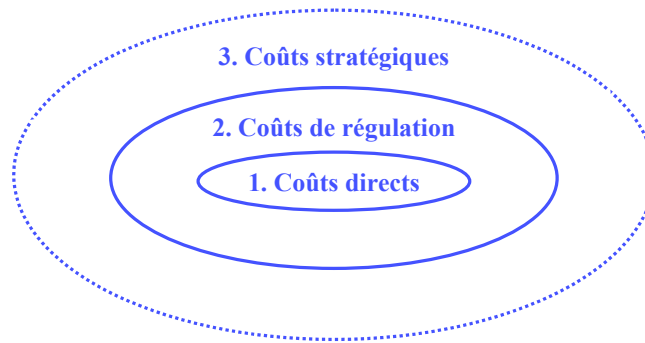 3. Coûts stratégiques
2. Coûts de régulation
1. Coûts directs